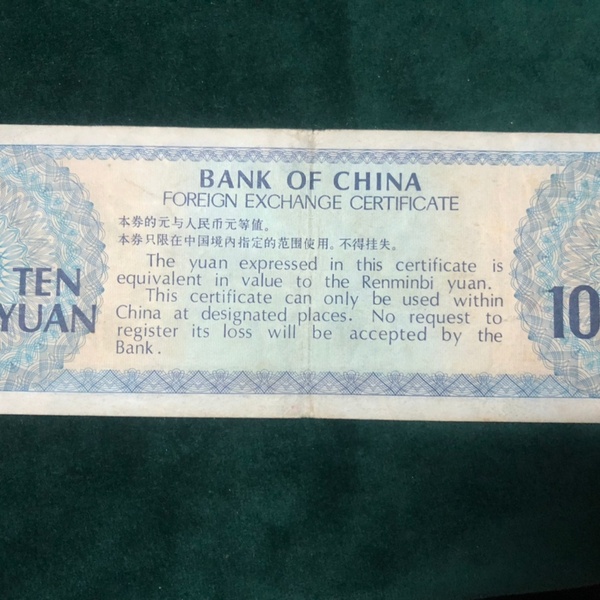 BANK OF CHINA
FOREIGN EXCHANGE CERTIFICATE
本券的元与人民币元等值。
本券只限在中国境内指定的范围使用,不得挂失。
The yuan expressed in this certificate is
equivalent in value to the Renminbi yuan.
This certificate can only be used within
China at designated places. No request to
register its loss will be accepted by the
Bank.
TEN
YUAN
10